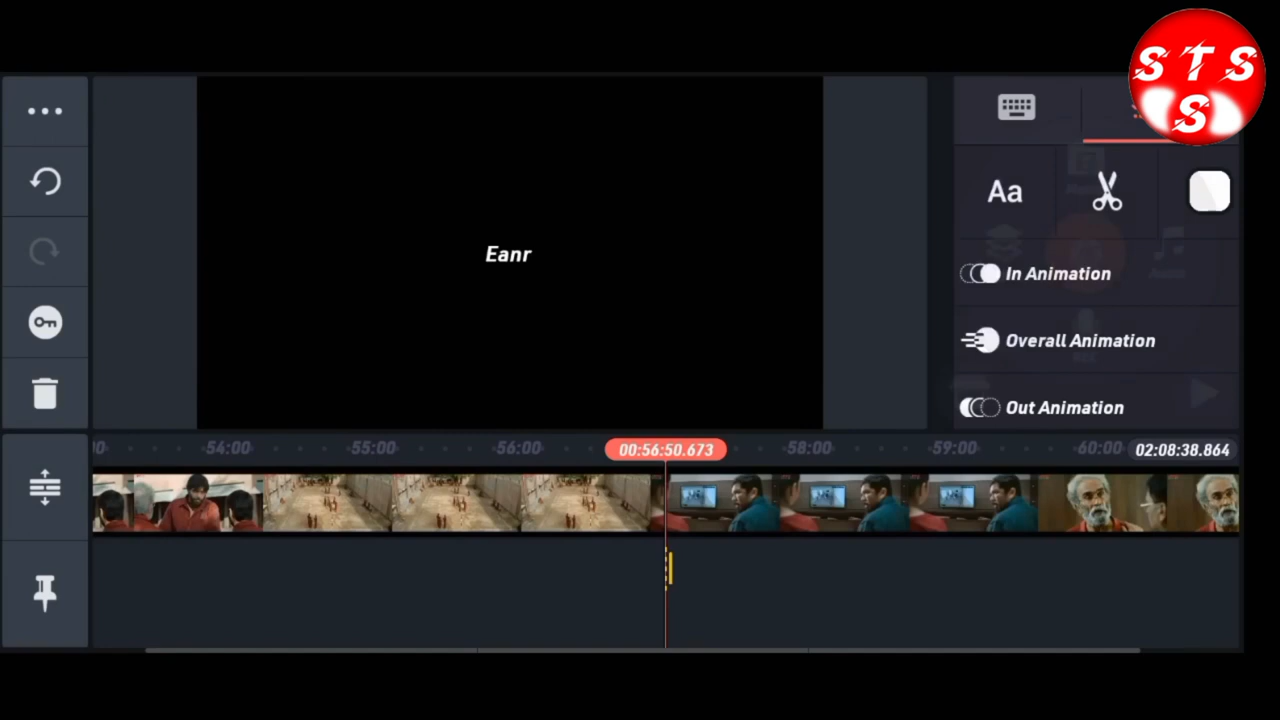 STS
S
Aa
Eanr
In Animation
Overall Animation
Out Animation
54:00
55:00
56:00
00:56:50.673
58:00
59:00
60:00
02:08:38.864